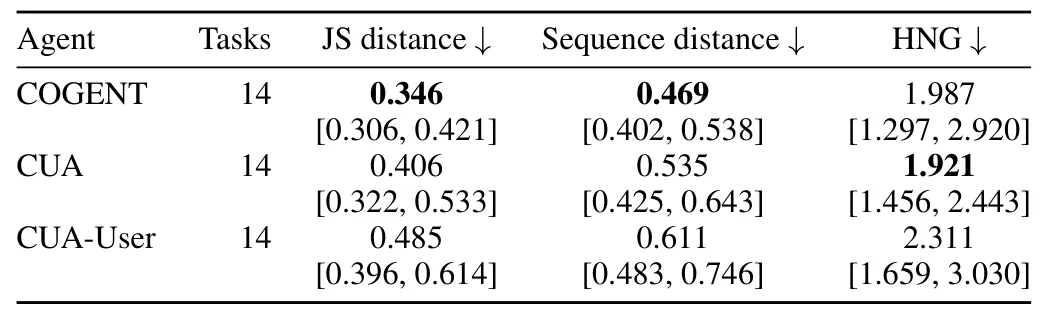 Agent Tasks JS distance ↓ Sequence distance ↓ HNG ↓
COGENT 14 0.346 0.469 1.987
[0.306, 0.421] [0.402, 0.538] [1.297, 2.920]
CUA 14 0.406 0.535 1.921
[0.322, 0.533] [0.425, 0.643] [1.456, 2.443]
CUA-User 14 0.485 0.611 2.311
[0.396, 0.614] [0.483, 0.746] [1.659, 3.030]